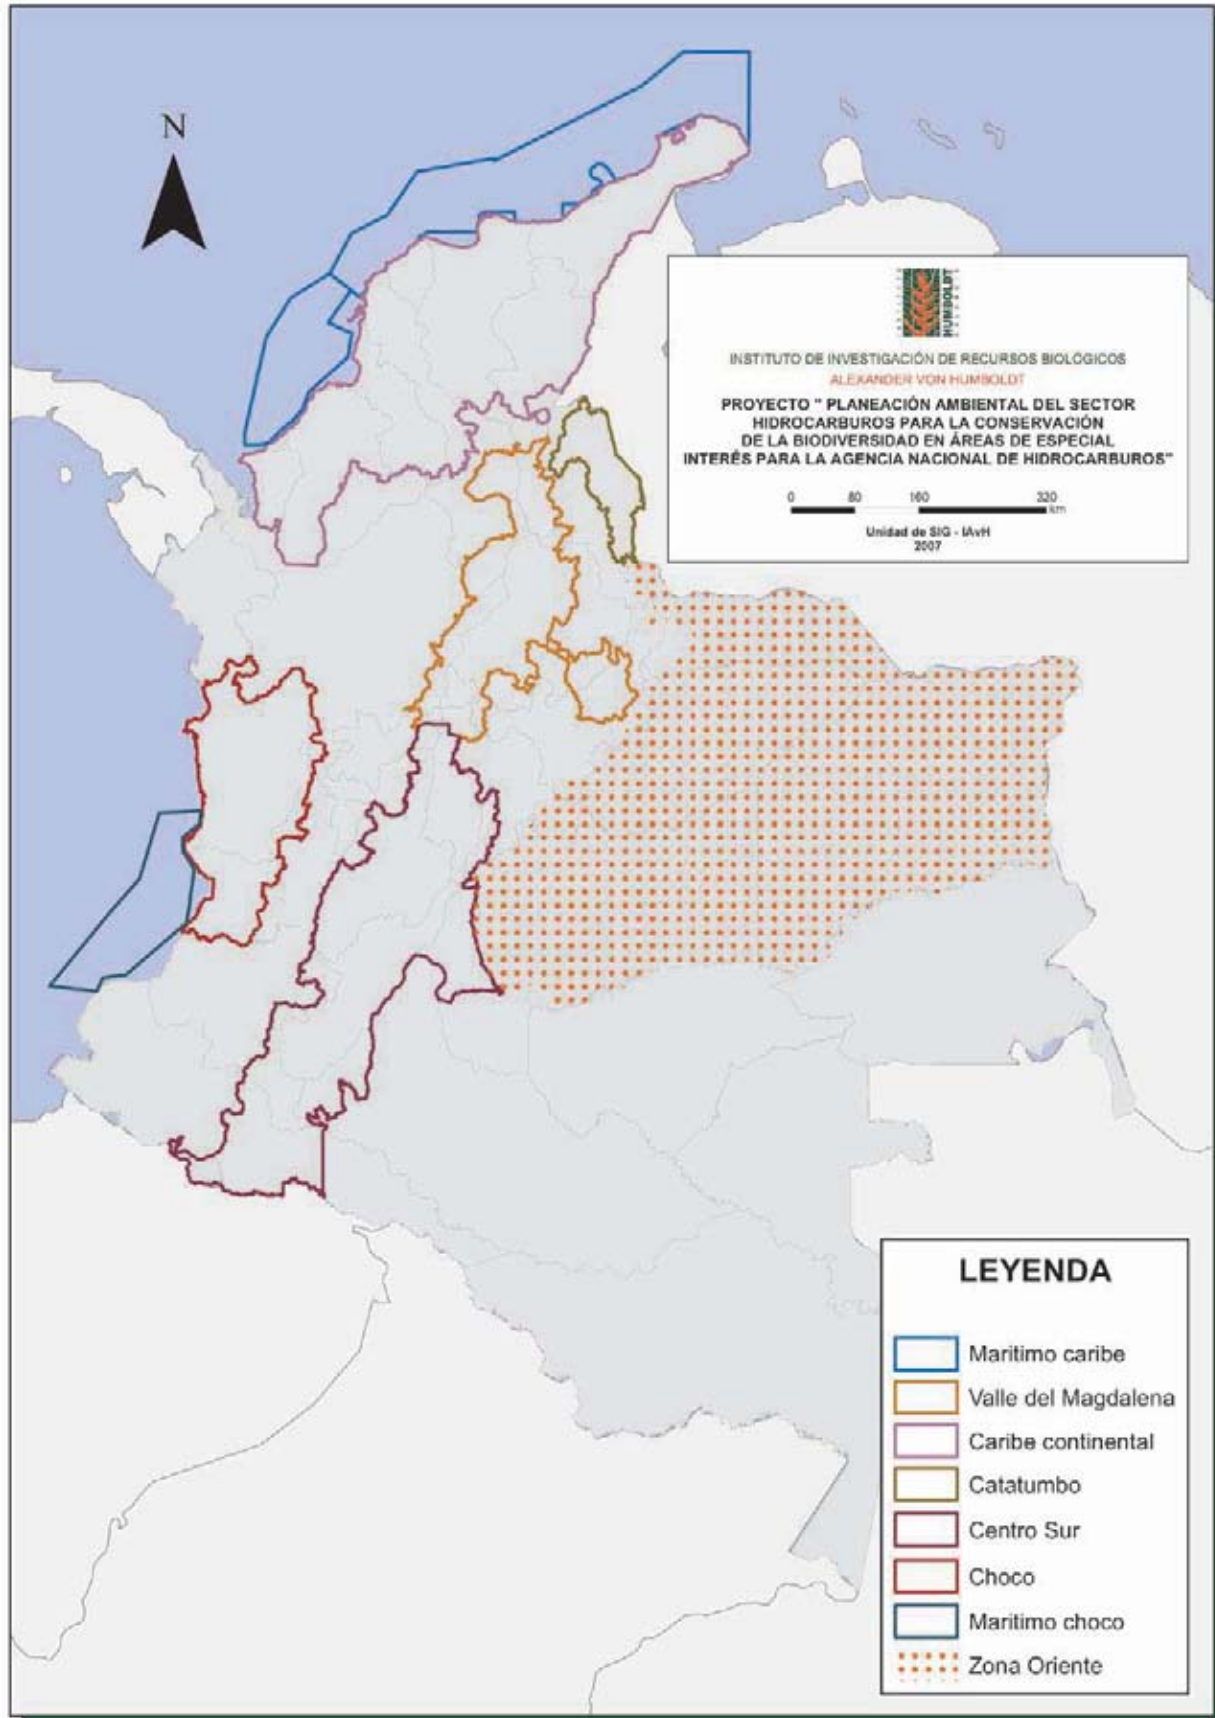 N
HUMBOLDT
INSTITUTO DE INVESTIGACIÓN DE RECURSOS BIOLÓGICOS
ALEXANDER VON HUMBOLDT
PROYECTO " PLANEACIÓN AMBIENTAL DEL SECTOR
HIDROCARBUROS PARA LA CONSERVACIÓN
DE LA BIODIVERSIDAD EN ÁREAS DE ESPECIAL
INTERÉS PARA LA AGENCIA NACIONAL DE HIDROCARBUROS"
0 80 160 320
km
Unidad de SIG - IAvH
2007
LEYENDA
Maritimo caribe
Valle del Magdalena
Caribe continental
Catatumbo
Centro Sur
Choco
Maritimo choco
Zona Oriente